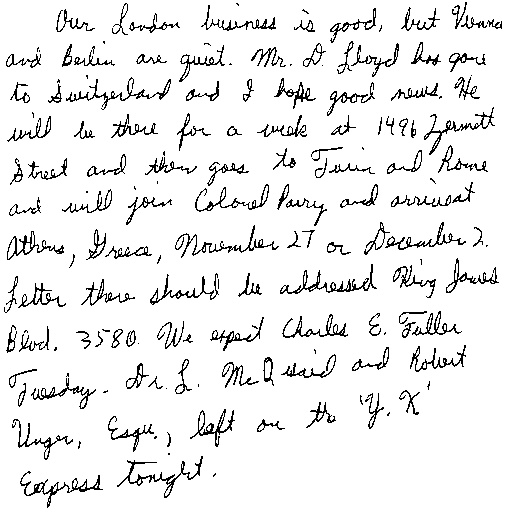 Our London business is good, but Vienna
and Berlin are quiet. Mr. D. Lloyd has gone
to Switzerland and I hope good news. He
will be there for a week at 1496 Zermott
Street and then goes to Turin and Rome
and will join Colonel Parry and arrive at
Athens, Greece, November 27 or December 2.
Letter there should be addressed King James
Blvd. 3580. We expect Charles E. Fuller
Tuesday. Dr. L. McQuaid and Robert
Unger, Esqu., left on the 'Y. X'
Express tonight.